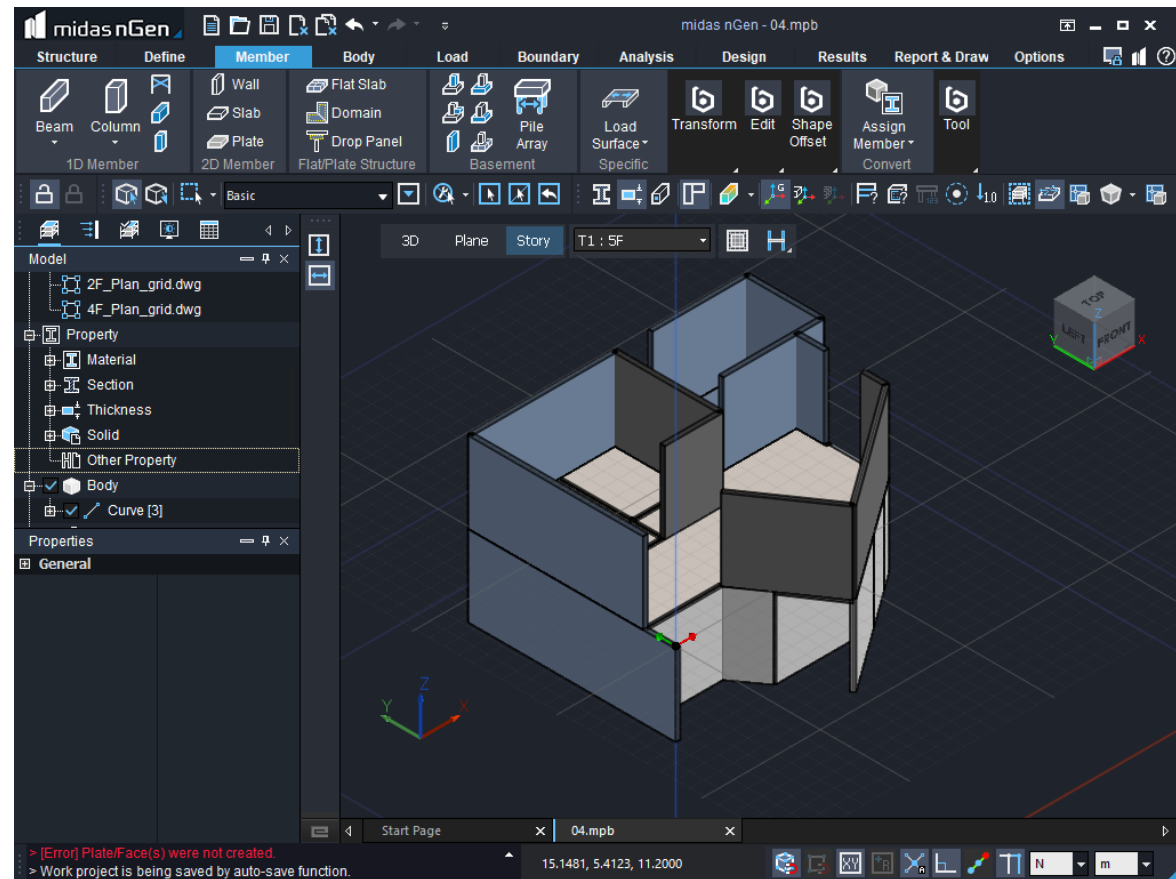 midas nGen
midas nGen - 04.mpb
Structure Define Member Body Load Boundary Analysis Design Results Report & Draw Options
Wall Flat Slab
Slab Domain
Plate Drop Panel
Beam Column
Pile Array
Load Surface
Transform Edit Shape Offset
Assign Member
Tool
1D Member 2D Member Flat/Plate Structure Basement Specific Convert
Basic
1.0
3D Plane Story T1 : 5F
Model
2F_Plan_grid.dwg
4F_Plan_grid.dwg
Property
Material
Section
Thickness
Solid
Other Property
Body
Curve [3]
Properties
General
TOP
LEFT FRONT
Z
Y X
Z
Y X
Start Page 04.mpb
> [Error] Plate/Face(s) were not created.
> Work project is being saved by auto-save function.
15.1481, 5.4123, 11.2000
N m